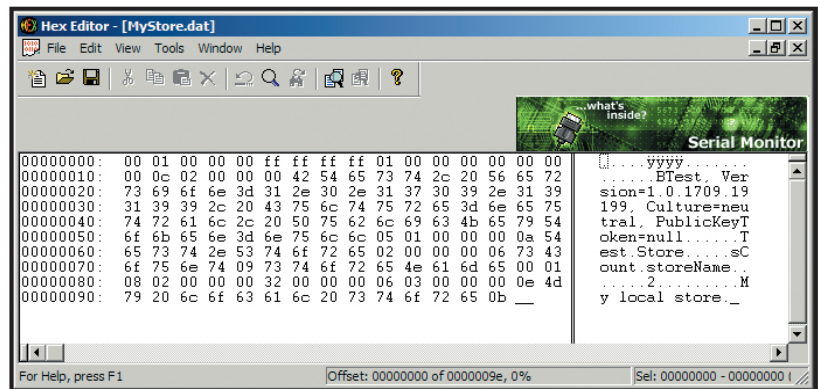 Hex Editor - [MyStore.dat]
File Edit View Tools Window Help
...what's
inside?
Serial Monitor
00000000: 00 01 00 00 00 ff ff ff ff 01 00 00 00 00 00 00 ....ÿÿÿÿ.......
00000010: 00 0c 02 00 00 00 42 54 65 73 74 2c 20 56 65 72 ......BTest, Ver
00000020: 73 69 6f 6e 3d 31 2e 30 2e 31 37 30 39 2e 31 39 sion=1.0.1709.19
00000030: 31 39 39 2c 20 43 75 6c 74 75 72 65 3d 6e 65 75 199, Culture=neu
00000040: 74 72 61 6c 2c 20 50 75 62 6c 69 63 4b 65 79 54 tral, PublicKeyT
00000050: 6f 6b 65 6e 3d 6e 75 6c 6c 05 01 00 00 00 0a 54 oken=null......T
00000060: 65 73 74 2e 53 74 6f 72 65 02 00 00 00 06 73 43 est.Store.....sC
00000070: 6f 75 6e 74 09 73 74 6f 72 65 4e 61 6d 65 00 01 ount.storeName..
00000080: 08 02 00 00 00 32 00 00 00 06 03 00 00 00 0e 4d .....2.........M
00000090: 79 20 6c 6f 63 61 6c 20 73 74 6f 72 65 0b __ y local store._
For Help, press F1 Offset: 00000000 of 0000009e, 0% Sel: 00000000 - 00000000 (